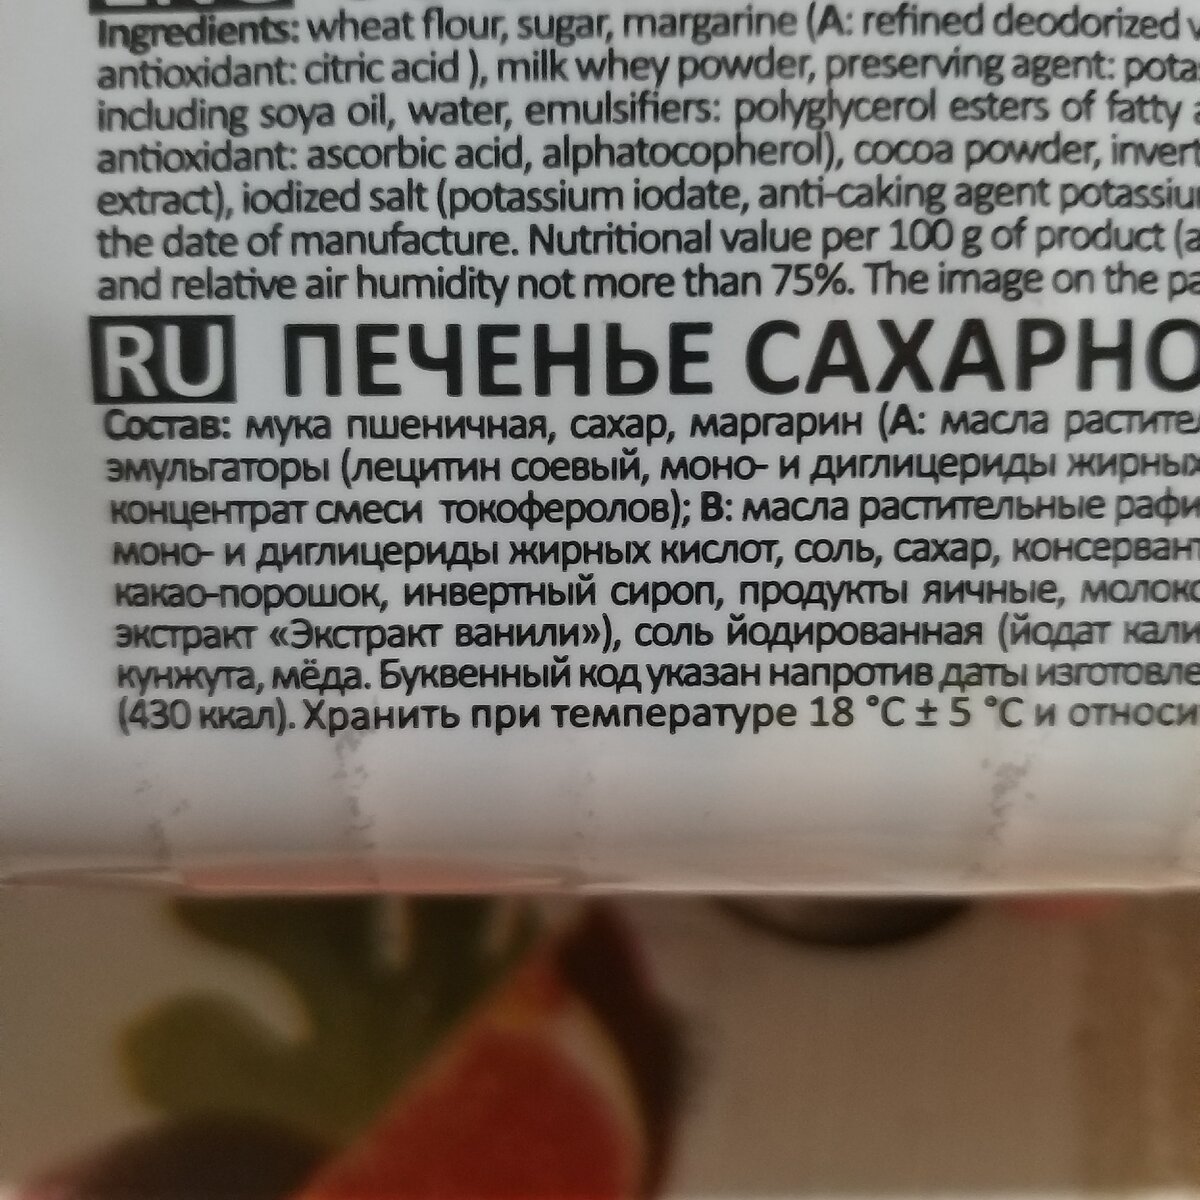 Ingredients: wheat flour, sugar, margarine (A: refined deodorized
antioxidant: citric acid ), milk whey powder, preserving agent: potas
including soya oil, water, emulsifiers: polyglycerol esters of fatty
antioxidant: ascorbic acid, alphatocopherol), cocoa powder, invert
extract), iodized salt (potassium iodate, anti-caking agent potassiu
the date of manufacture. Nutritional value per 100 g of product (a
and relative air humidity not more than 75%. The image on the pa
RU ПЕЧЕНЬЕ САХАРНО
Состав: мука пшеничная, сахар, маргарин (А: масла растител
эмульгаторы (лецитин соевый, моно- и диглицериды жирных
концентрат смеси токоферолов); В: масла растительные рафи
моно- и диглицериды жирных кислот, соль, сахар, консервант
какао-порошок, инвертный сироп, продукты яичные, молоко
экстракт «Экстракт ванили»), соль йодированная (йодат кали
кунжута, мёда. Буквенный код указан напротив даты изготовле
(430 ккал). Хранить при температуре 18 °С ± 5 °С и относи